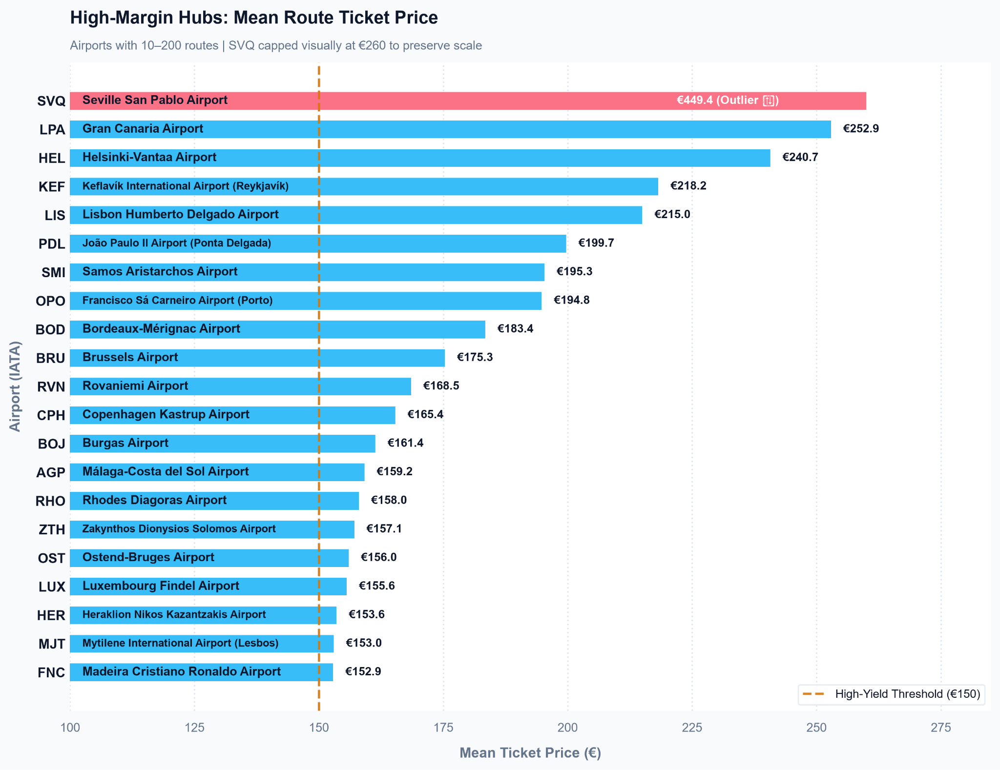 High-Margin Hubs: Mean Route Ticket Price
Airports with 10–200 routes | SVQ capped visually at €260 to preserve scale
SVQ Seville San Pablo Airport €449.4 (Outlier )
LPA Gran Canaria Airport €252.9
HEL Helsinki-Vantaa Airport €240.7
KEF Keflavík International Airport (Reykjavík) €218.2
LIS Lisbon Humberto Delgado Airport €215.0
PDL João Paulo II Airport (Ponta Delgada) €199.7
SMI Samos Aristarchos Airport €195.3
OPO Francisco Sá Carneiro Airport (Porto) €194.8
BOD Bordeaux-Mérignac Airport €183.4
BRU Brussels Airport €175.3
RVN Rovaniemi Airport €168.5
CPH Copenhagen Kastrup Airport €165.4
BOJ Burgas Airport €161.4
AGP Málaga-Costa del Sol Airport €159.2
RHO Rhodes Diagoras Airport €158.0
ZTH Zakynthos Dionysios Solomos Airport €157.1
OST Ostend-Bruges Airport €156.0
LUX Luxembourg Findel Airport €155.6
HER Heraklion Nikos Kazantzakis Airport €153.6
MJT Mytilene International Airport (Lesbos) €153.0
FNC Madeira Cristiano Ronaldo Airport €152.9
Airport (IATA)
High-Yield Threshold (€150)
100 125 150 175 200 225 250 275
Mean Ticket Price (€)